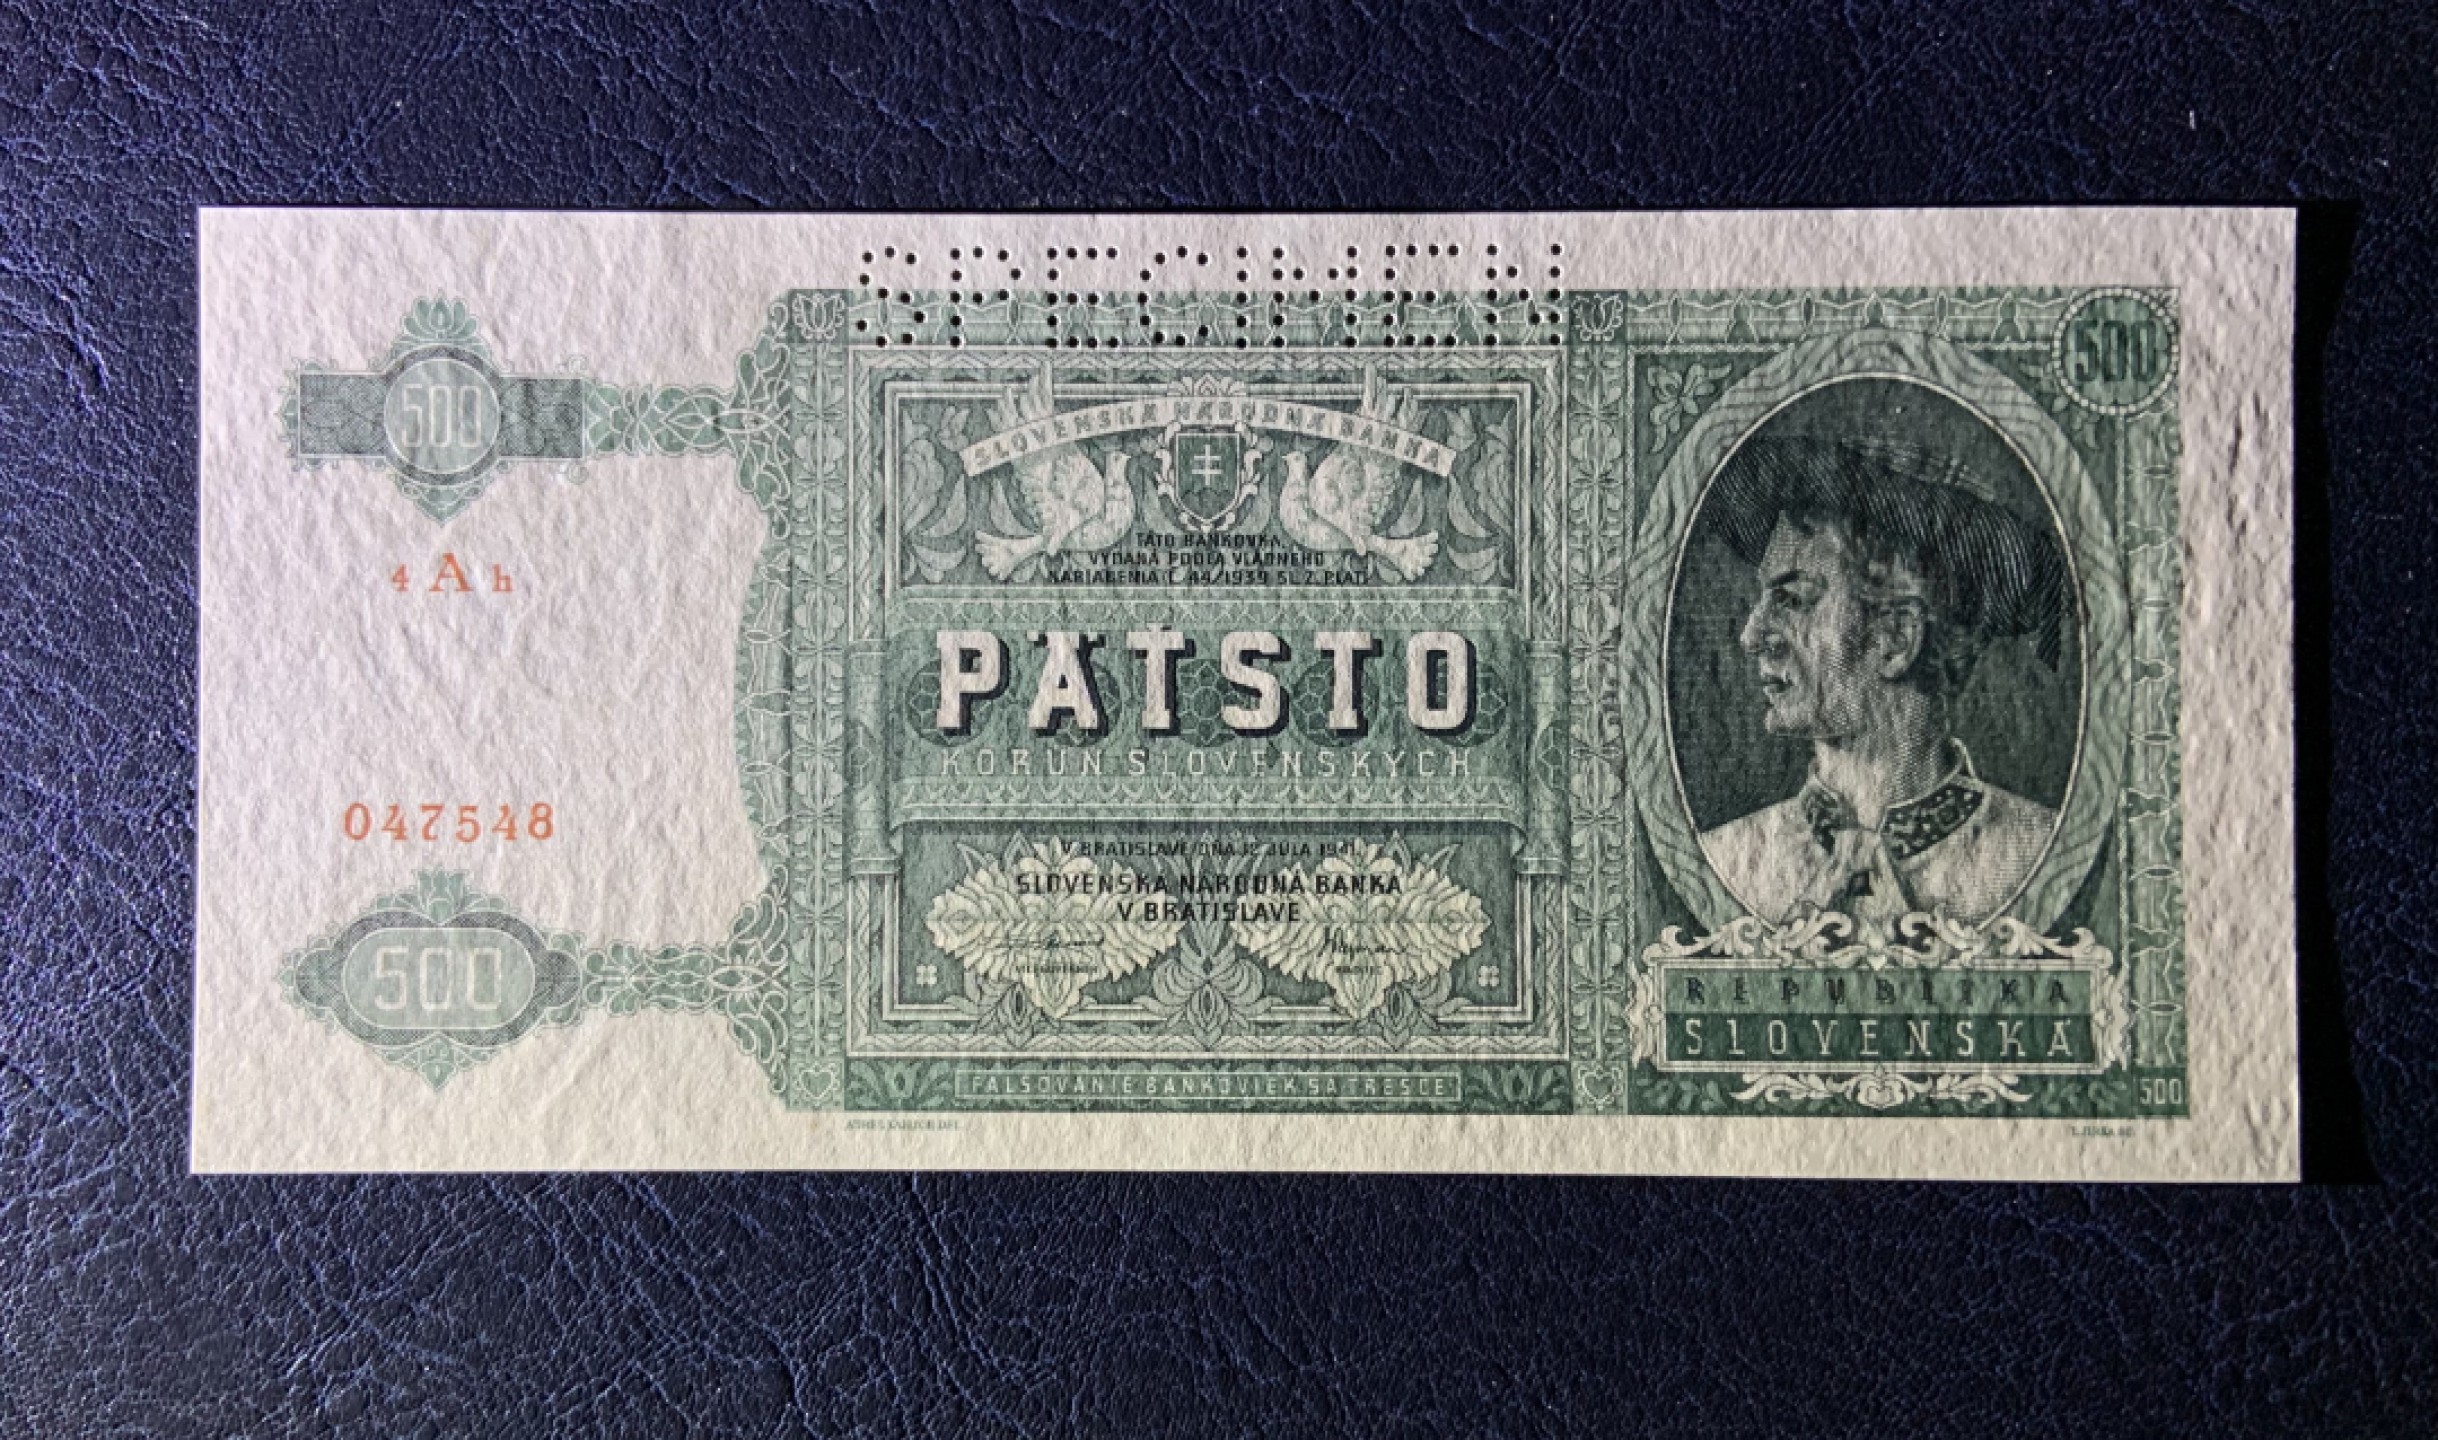 SPECIMEN
500
500
SLOVENSKÁ NÁRODNÁ BANKA
TÁTO BANKOVKA,
VYDANÁ PODĽA VLÁDNEHO
NARIADENIA Č. 44/1939 SL. Z. PLATÍ
4 A h
PÄŤSTO
KORÚN SLOVENSKÝCH
047548
V BRATISLAVE DŇA 12. JÚLA 1941.
SLOVENSKÁ NÁRODNÁ BANKA
V BRATISLAVE
500
REPUBLIKA
SLOVENSKÁ
FALŠOVANIE BANKOVIEK SA TRESCE
500